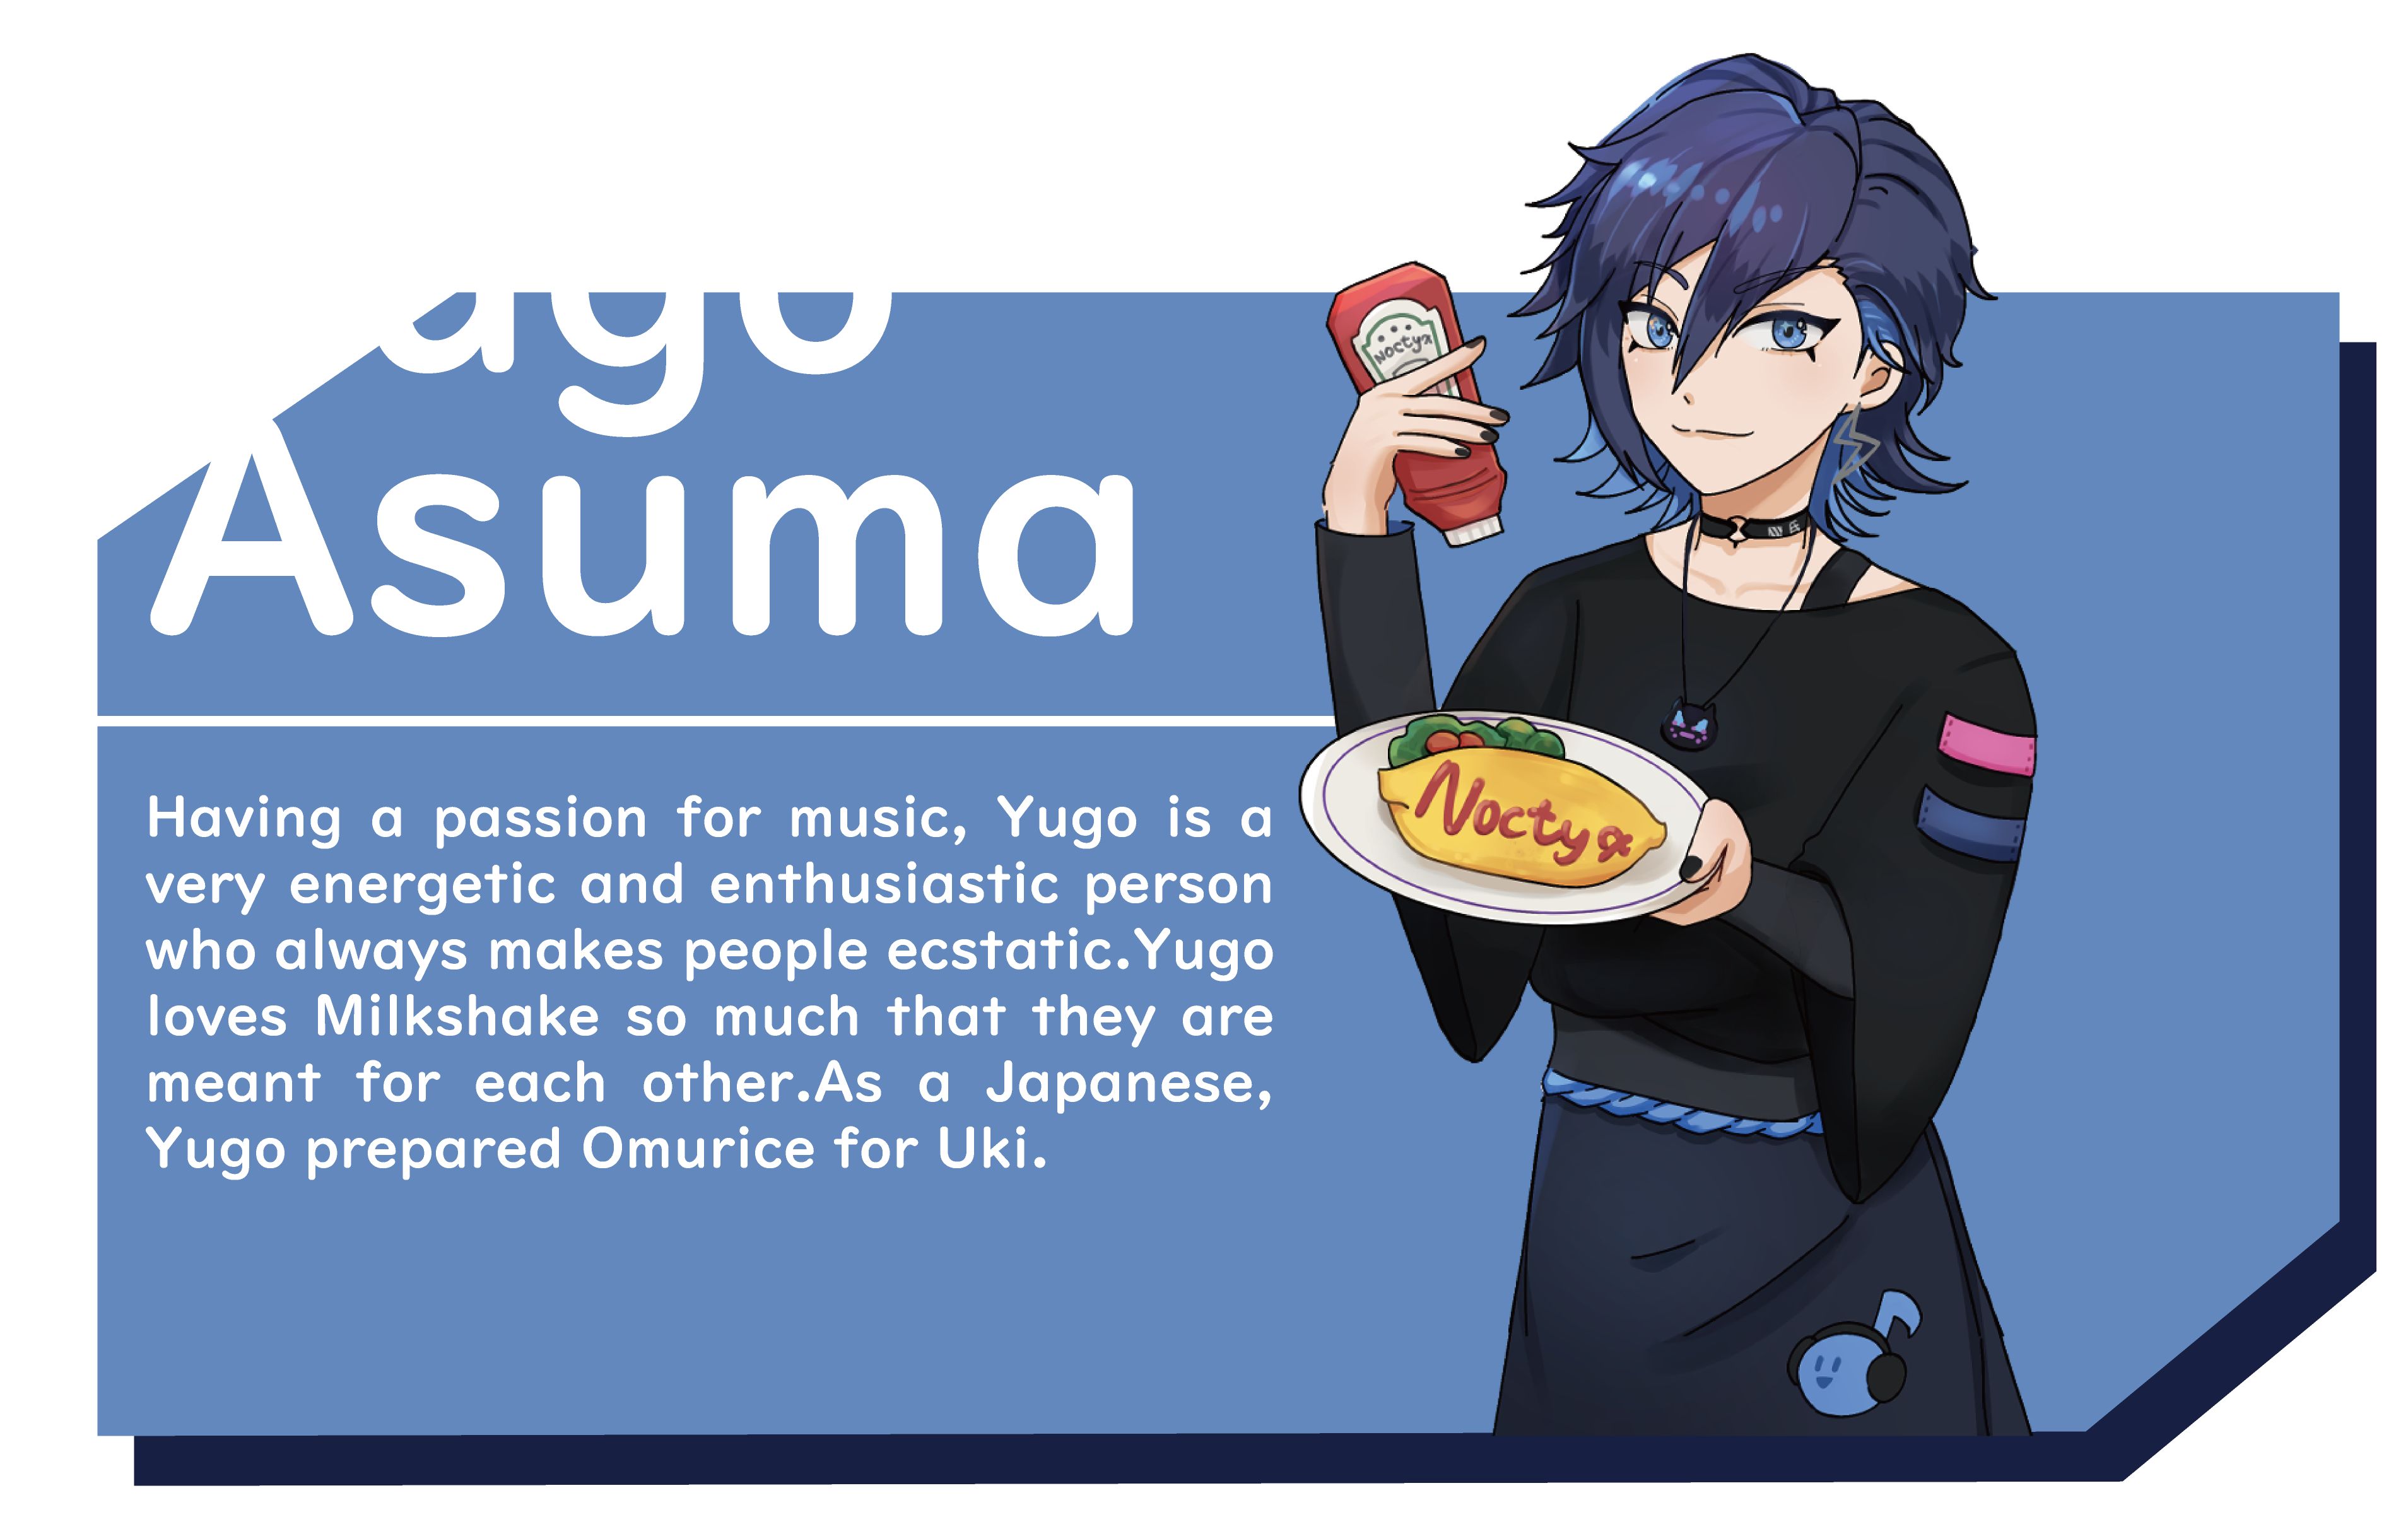 Yugo
Asuma
Noctyx
Noctyx
Having a passion for music, Yugo is a
very energetic and enthusiastic person
who always makes people ecstatic.Yugo
loves Milkshake so much that they are
meant for each other.As a Japanese,
Yugo prepared Omurice for Uki.